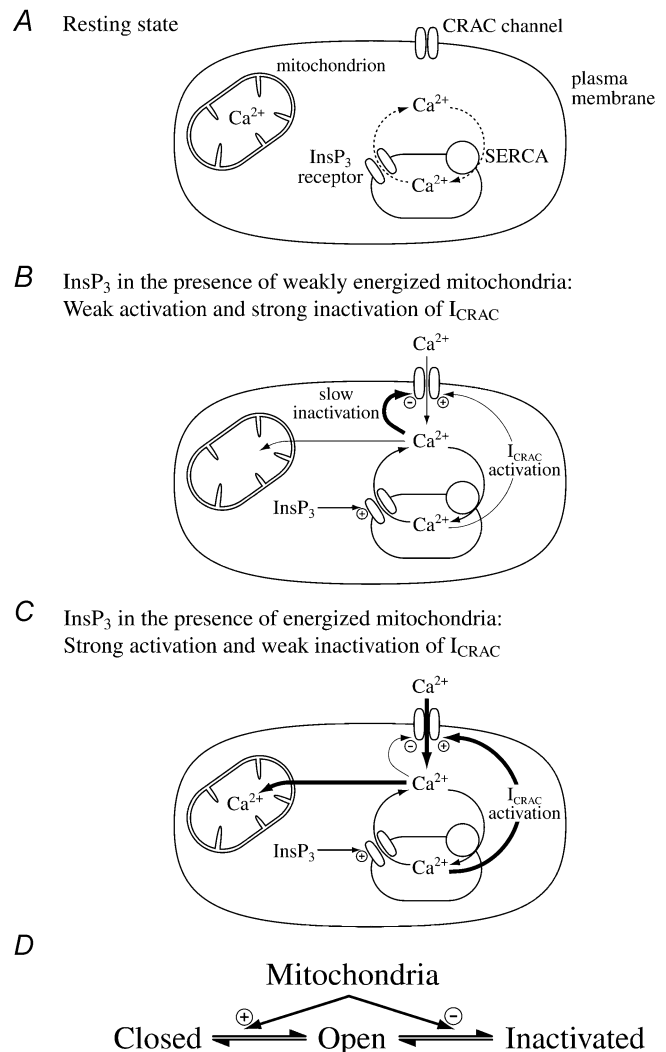 A Resting state
CRAC channel
mitochondrion
plasma
membrane
Ca2+
Ca2+
InsP3
receptor
SERCA
Ca2+
B InsP3 in the presence of weakly energized mitochondria:
Weak activation and strong inactivation of ICRAC
Ca2+
slow
inactivation
− +
Ca2+
ICRAC
activation
InsP3
+
Ca2+
C InsP3 in the presence of energized mitochondria:
Strong activation and weak inactivation of ICRAC
Ca2+
− +
Ca2+
Ca2+
ICRAC
activation
InsP3
+
Ca2+
D
Mitochondria
+ −
Closed Open Inactivated